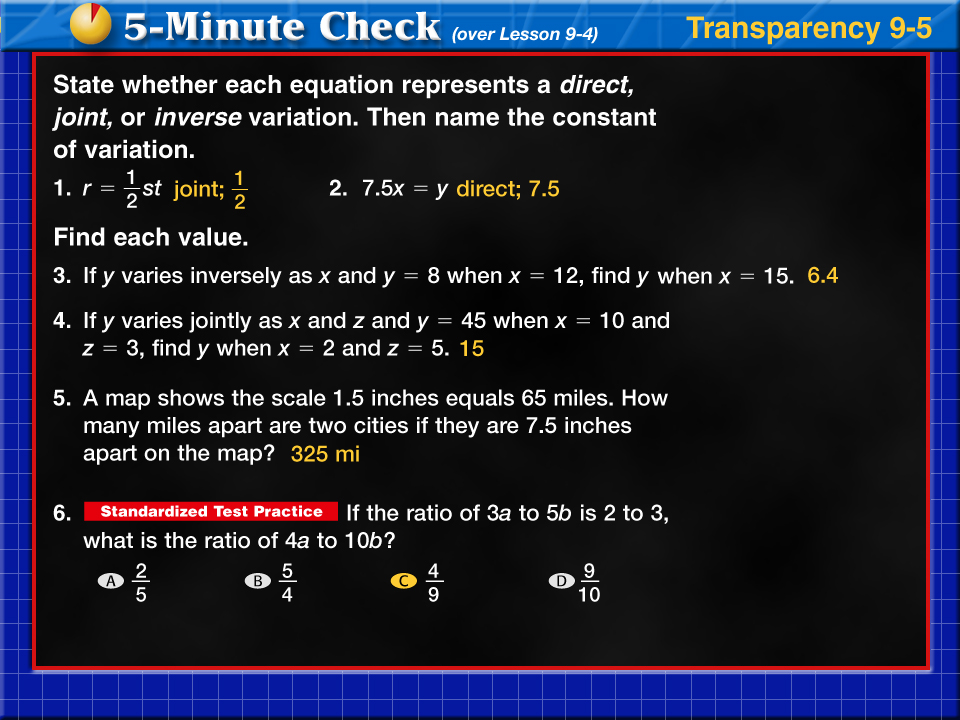 5-Minute Check (over Lesson 9-4) Transparency 9-5
State whether each equation represents a direct,
joint, or inverse variation. Then name the constant
of variation.
1. r = 1/2 st joint; 1/2 2. 7.5x = y direct; 7.5
Find each value.
3. If y varies inversely as x and y = 8 when x = 12, find y when x = 15. 6.4
4. If y varies jointly as x and z and y = 45 when x = 10 and
z = 3, find y when x = 2 and z = 5. 15
5. A map shows the scale 1.5 inches equals 65 miles. How
many miles apart are two cities if they are 7.5 inches
apart on the map? 325 mi
6. Standardized Test Practice If the ratio of 3a to 5b is 2 to 3,
what is the ratio of 4a to 10b?
A 2/5 B 5/4 C 4/9 D 9/10